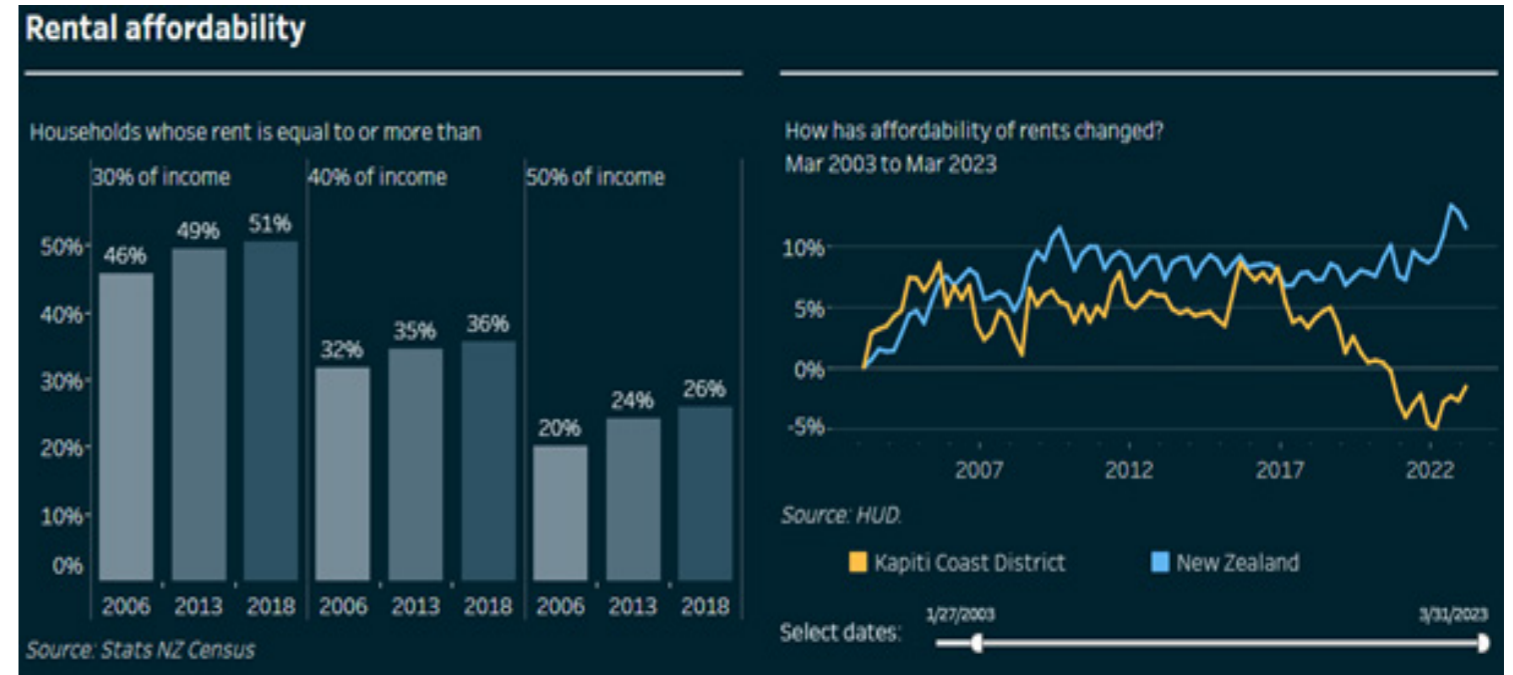 Rental affordability
Households whose rent is equal to or more than
30% of income
40% of income
50% of income
50%
40%
30%
20%
10%
0%
46%
49%
51%
32%
35%
36%
20%
24%
26%
2006 2013 2018 2006 2013 2018 2006 2013 2018
Source: Stats NZ Census
How has affordability of rents changed?
Mar 2003 to Mar 2023
10%
5%
0%
-5%
2007 2012 2017 2022
Source: HUD.
Kapiti Coast District New Zealand
1/27/2003 3/31/2023
Select dates: